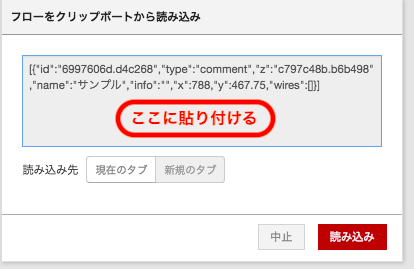 フローをクリップボートから読み込み
[{"id":"6997606d.d4c268","type":"comment","z":"c797c48b.b6b498"
,"name":"サンプル","info":"","x":788,"y":467.75,"wires":[]}]
ここに貼り付ける
読み込み先 現在のタブ 新規のタブ
中止 読み込み